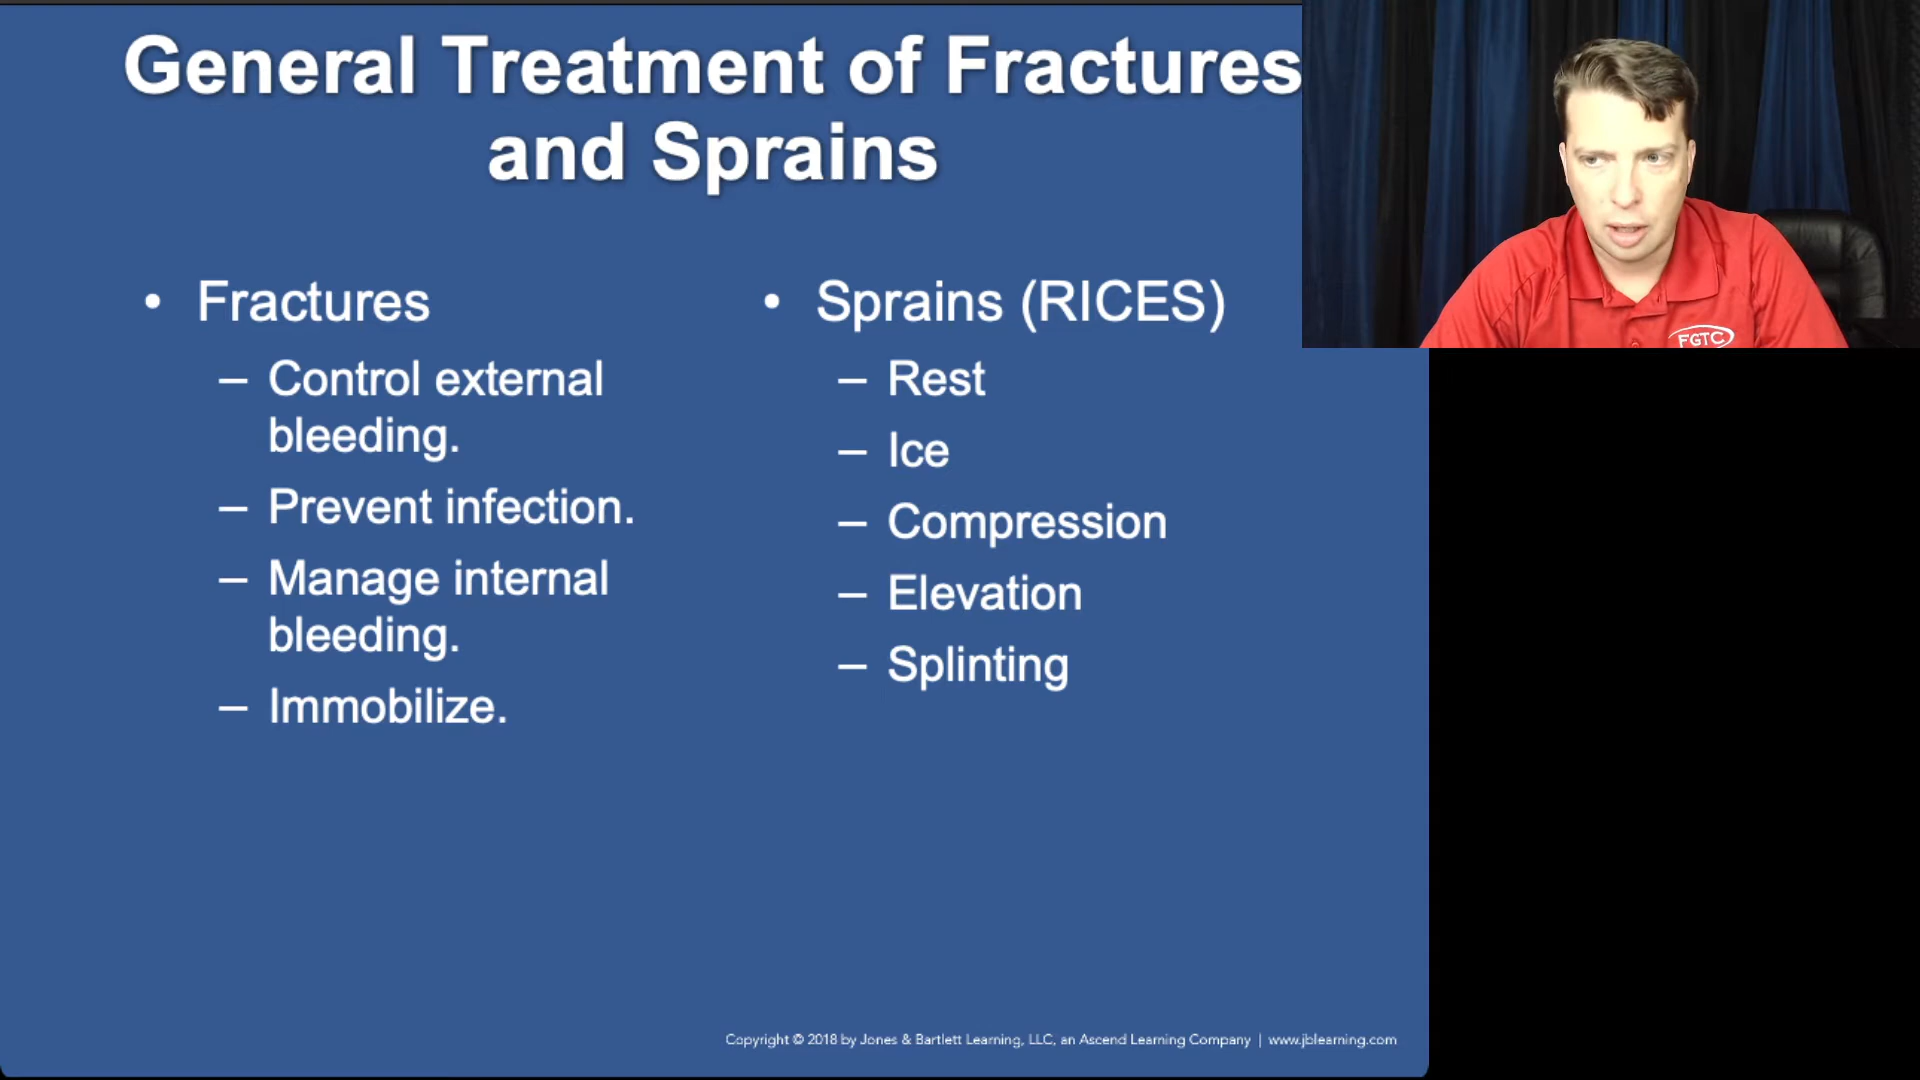 General Treatment of Fractures
and Sprains
• Fractures
– Control external
bleeding.
– Prevent infection.
– Manage internal
bleeding.
– Immobilize.
• Sprains (RICES)
– Rest
– Ice
– Compression
– Elevation
– Splinting
FGTC
Copyright © 2018 by Jones & Bartlett Learning, LLC, an Ascend Learning Company | www.jblearning.com